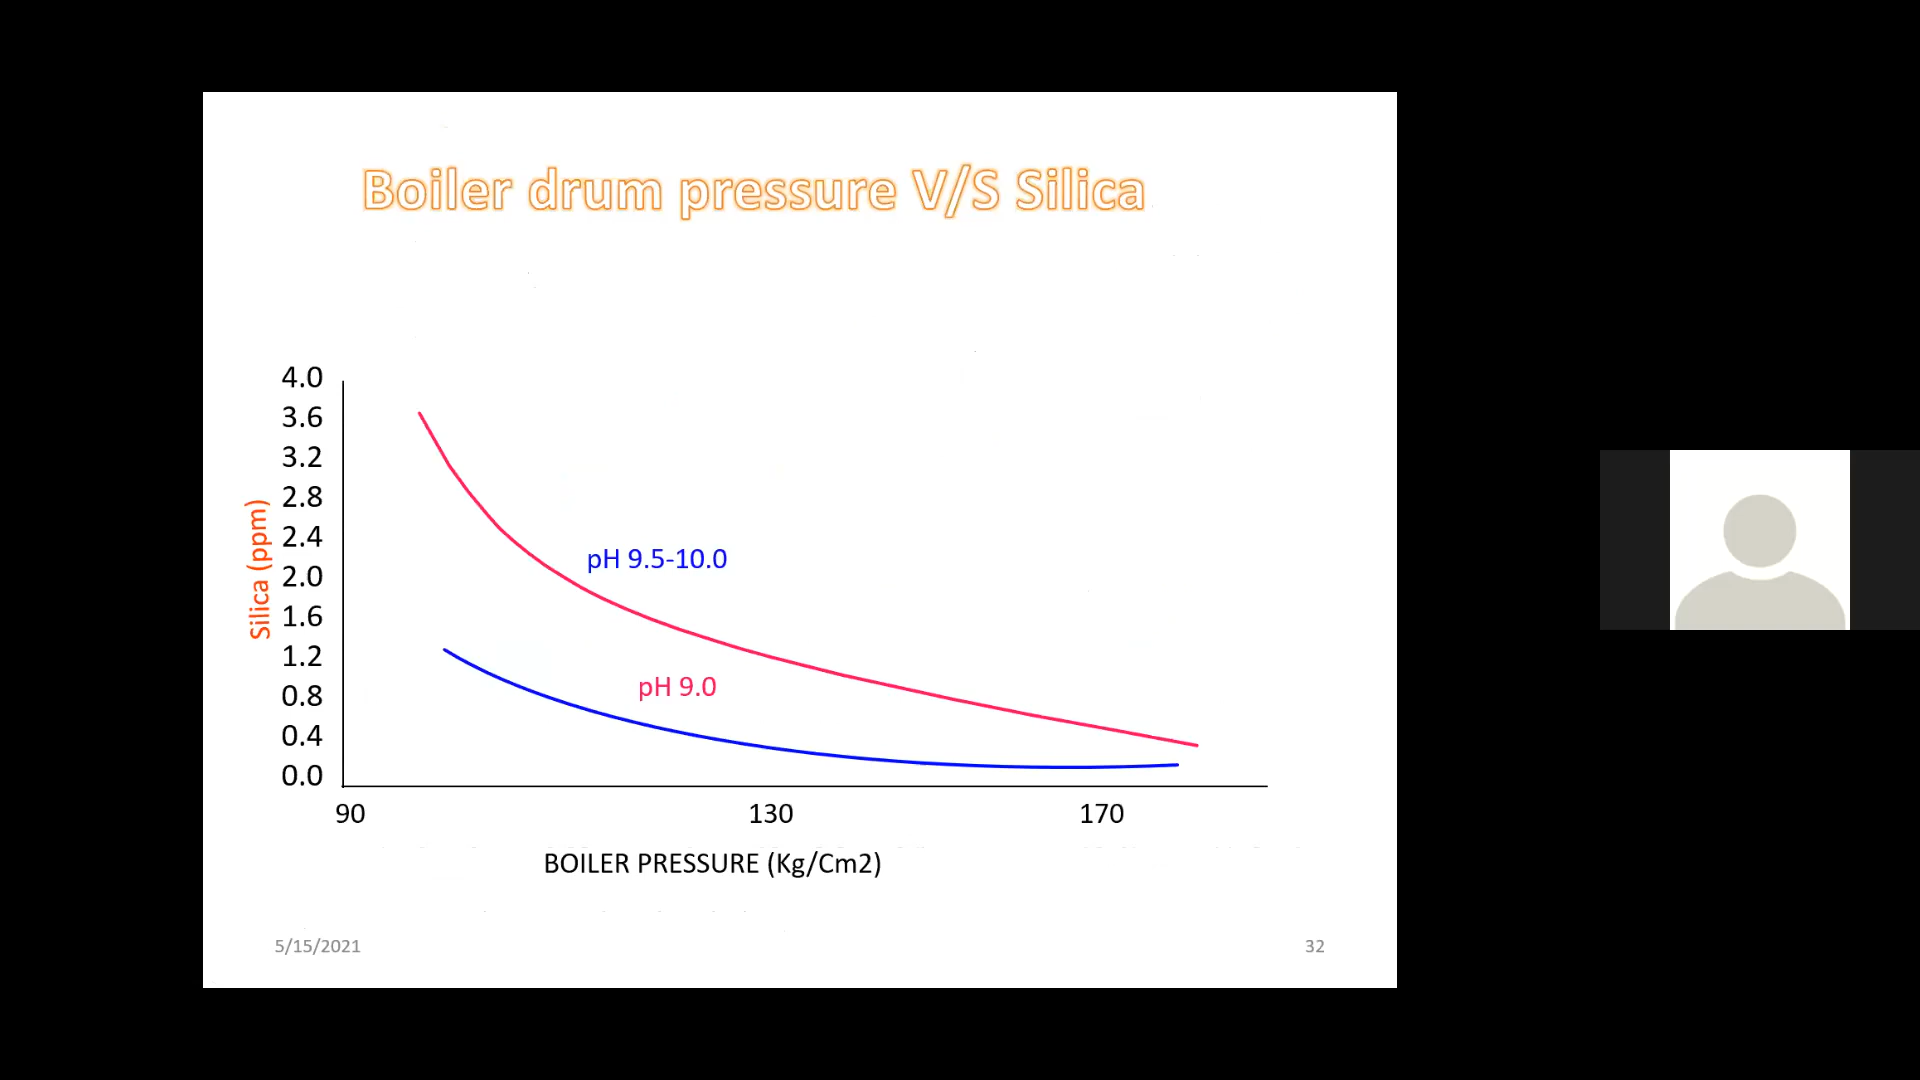 Boiler drum pressure V/S Silica
4.0
3.6
3.2
2.8
2.4
2.0
1.6
1.2
0.8
0.4
0.0
Silica (ppm)
pH 9.5-10.0
pH 9.0
90 130 170
BOILER PRESSURE (Kg/Cm2)
5/15/2021
32